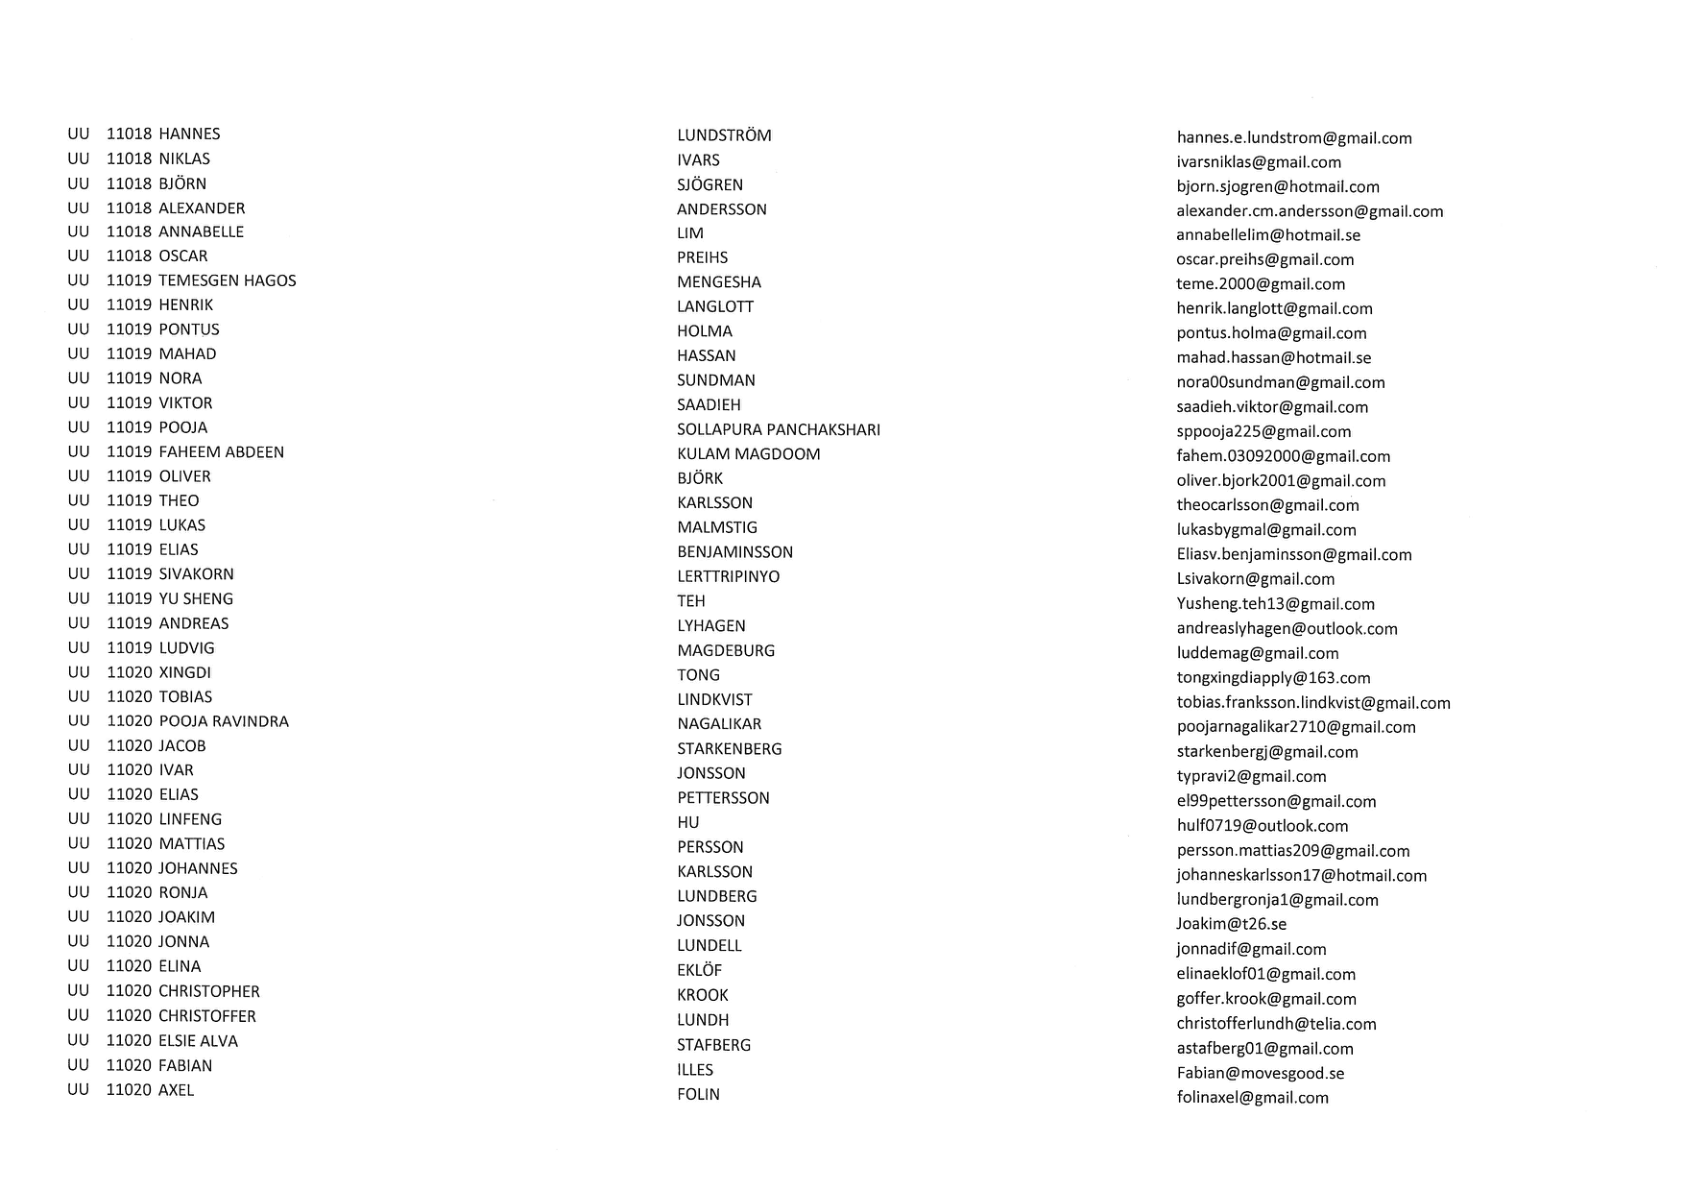 UU 11018 HANNES LUNDSTRÖM hannes.e.lundstrom@gmail.com
UU 11018 NIKLAS IVARS ivarsniklas@gmail.com
UU 11018 BJÖRN SJÖGREN bjorn.sjogren@hotmail.com
UU 11018 ALEXANDER ANDERSSON alexander.cm.andersson@gmail.com
UU 11018 ANNABELLE LIM annabellelim@hotmail.se
UU 11018 OSCAR PREIHS oscar.preihs@gmail.com
UU 11019 TEMESGEN HAGOS MENGESHA teme.2000@gmail.com
UU 11019 HENRIK LANGLOTT henrik.langlott@gmail.com
UU 11019 PONTUS HOLMA pontus.holma@gmail.com
UU 11019 MAHAD HASSAN mahad.hassan@hotmail.se
UU 11019 NORA SUNDMAN nora00sundman@gmail.com
UU 11019 VIKTOR SAADIEH saadieh.viktor@gmail.com
UU 11019 POOJA SOLLAPURA PANCHAKSHARI sppooja225@gmail.com
UU 11019 FAHEEM ABDEEN KULAM MAGDOOM fahem.03092000@gmail.com
UU 11019 OLIVER BJÖRK oliver.bjork2001@gmail.com
UU 11019 THEO KARLSSON theocarlsson@gmail.com
UU 11019 LUKAS MALMSTIG lukasbygmal@gmail.com
UU 11019 ELIAS BENJAMINSSON Eliasv.benjaminsson@gmail.com
UU 11019 SIVAKORN LERTTRIPINYO Lsivakorn@gmail.com
UU 11019 YU SHENG TEH Yusheng.teh13@gmail.com
UU 11019 ANDREAS LYHAGEN andreaslyhagen@outlook.com
UU 11019 LUDVIG MAGDEBURG luddemag@gmail.com
UU 11020 XINGDI TONG tongxingdiapply@163.com
UU 11020 TOBIAS LINDKVIST tobias.franksson.lindkvist@gmail.com
UU 11020 POOJA RAVINDRA NAGALIKAR poojarnagalikar2710@gmail.com
UU 11020 JACOB STARKENBERG starkenbergj@gmail.com
UU 11020 IVAR JONSSON typravi2@gmail.com
UU 11020 ELIAS PETTERSSON el99pettersson@gmail.com
UU 11020 LINFENG HU hulf0719@outlook.com
UU 11020 MATTIAS PERSSON persson.mattias209@gmail.com
UU 11020 JOHANNES KARLSSON johanneskarlsson17@hotmail.com
UU 11020 RONJA LUNDBERG lundbergronja1@gmail.com
UU 11020 JOAKIM JONSSON Joakim@t26.se
UU 11020 JONNA LUNDELL jonnadif@gmail.com
UU 11020 ELINA EKLÖF elinaeklof01@gmail.com
UU 11020 CHRISTOPHER KROOK goffer.krook@gmail.com
UU 11020 CHRISTOFFER LUNDH christofferlundh@telia.com
UU 11020 ELSIE ALVA STAFBERG astafberg01@gmail.com
UU 11020 FABIAN ILLES Fabian@movesgood.se
UU 11020 AXEL FOLIN folinaxel@gmail.com